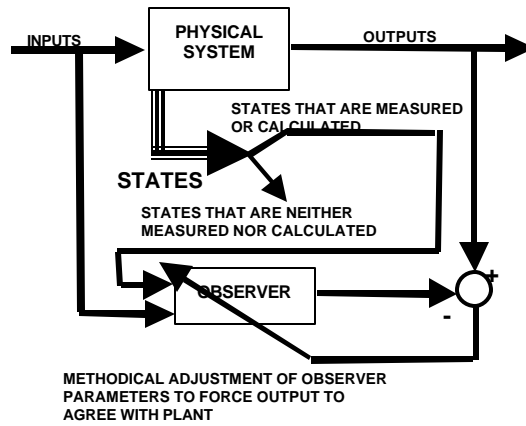 INPUTS
PHYSICAL
SYSTEM
OUTPUTS
STATES THAT ARE MEASURED
OR CALCULATED
STATES
STATES THAT ARE NEITHER
MEASURED NOR CALCULATED
+
OBSERVER
-
METHODICAL ADJUSTMENT OF OBSERVER
PARAMETERS TO FORCE OUTPUT TO
AGREE WITH PLANT